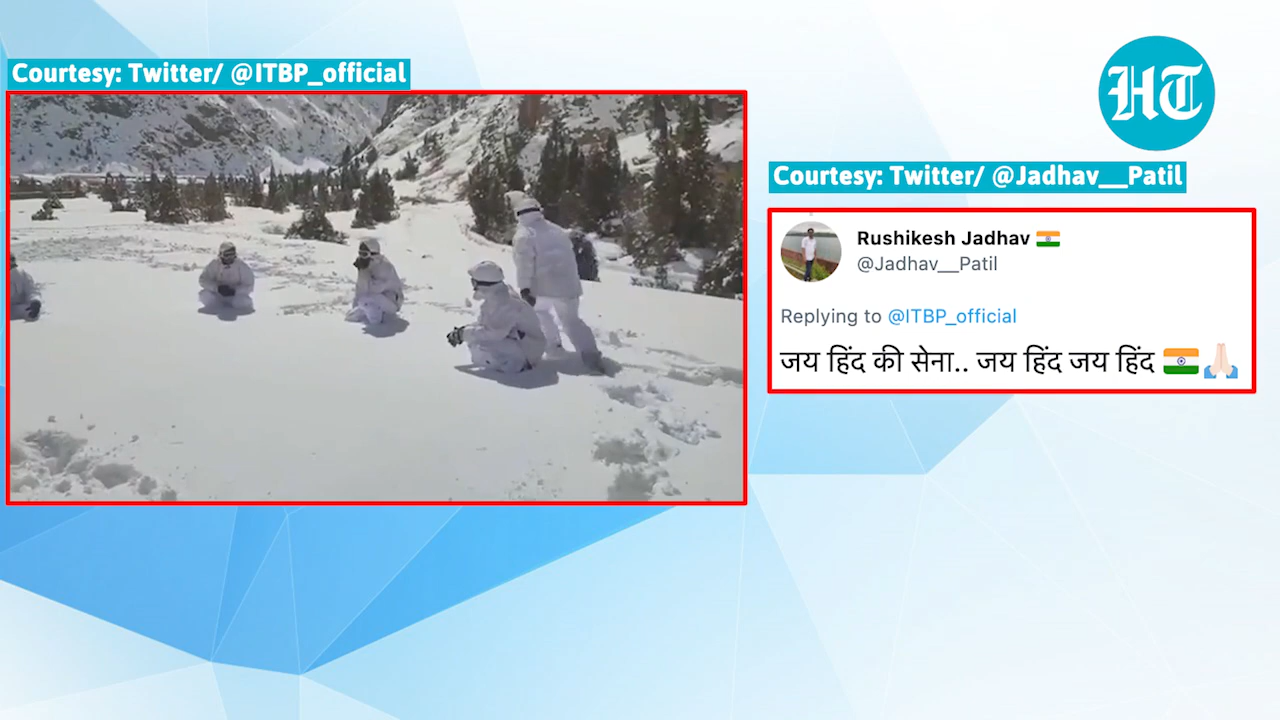 Courtesy: Twitter/ @ITBP_official
HT
Courtesy: Twitter/ @Jadhav__Patil
Rushikesh Jadhav 🇮🇳
@Jadhav__Patil
Replying to @ITBP_official
जय हिंद की सेना.. जय हिंद जय हिंद 🇮🇳🙏🏻